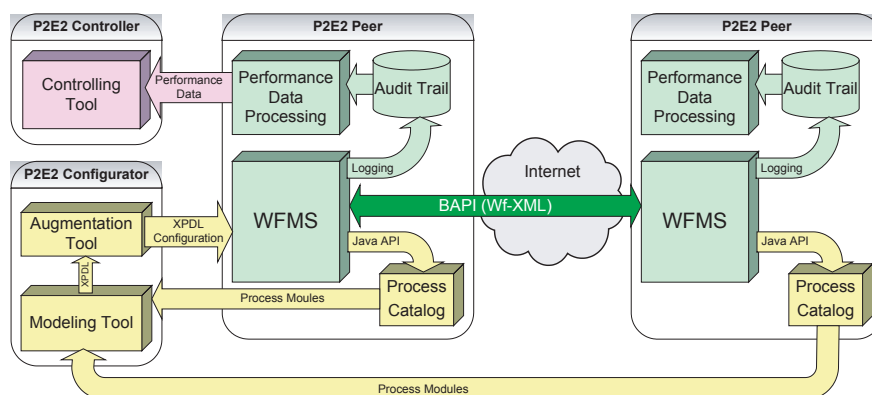 P2E2 Controller
Controlling
Tool
Performance
Data
P2E2 Peer
Performance
Data
Processing
Audit Trail
Logging
WFMS
Java API
Process
Catalog
P2E2 Configurator
Augmentation
Tool
XPDL
Configuration
XPDL
Modeling Tool
Process Moules
Internet
BAPI (Wf-XML)
P2E2 Peer
Performance
Data
Processing
Audit Trail
Logging
WFMS
Java API
Process
Catalog
Process Modules